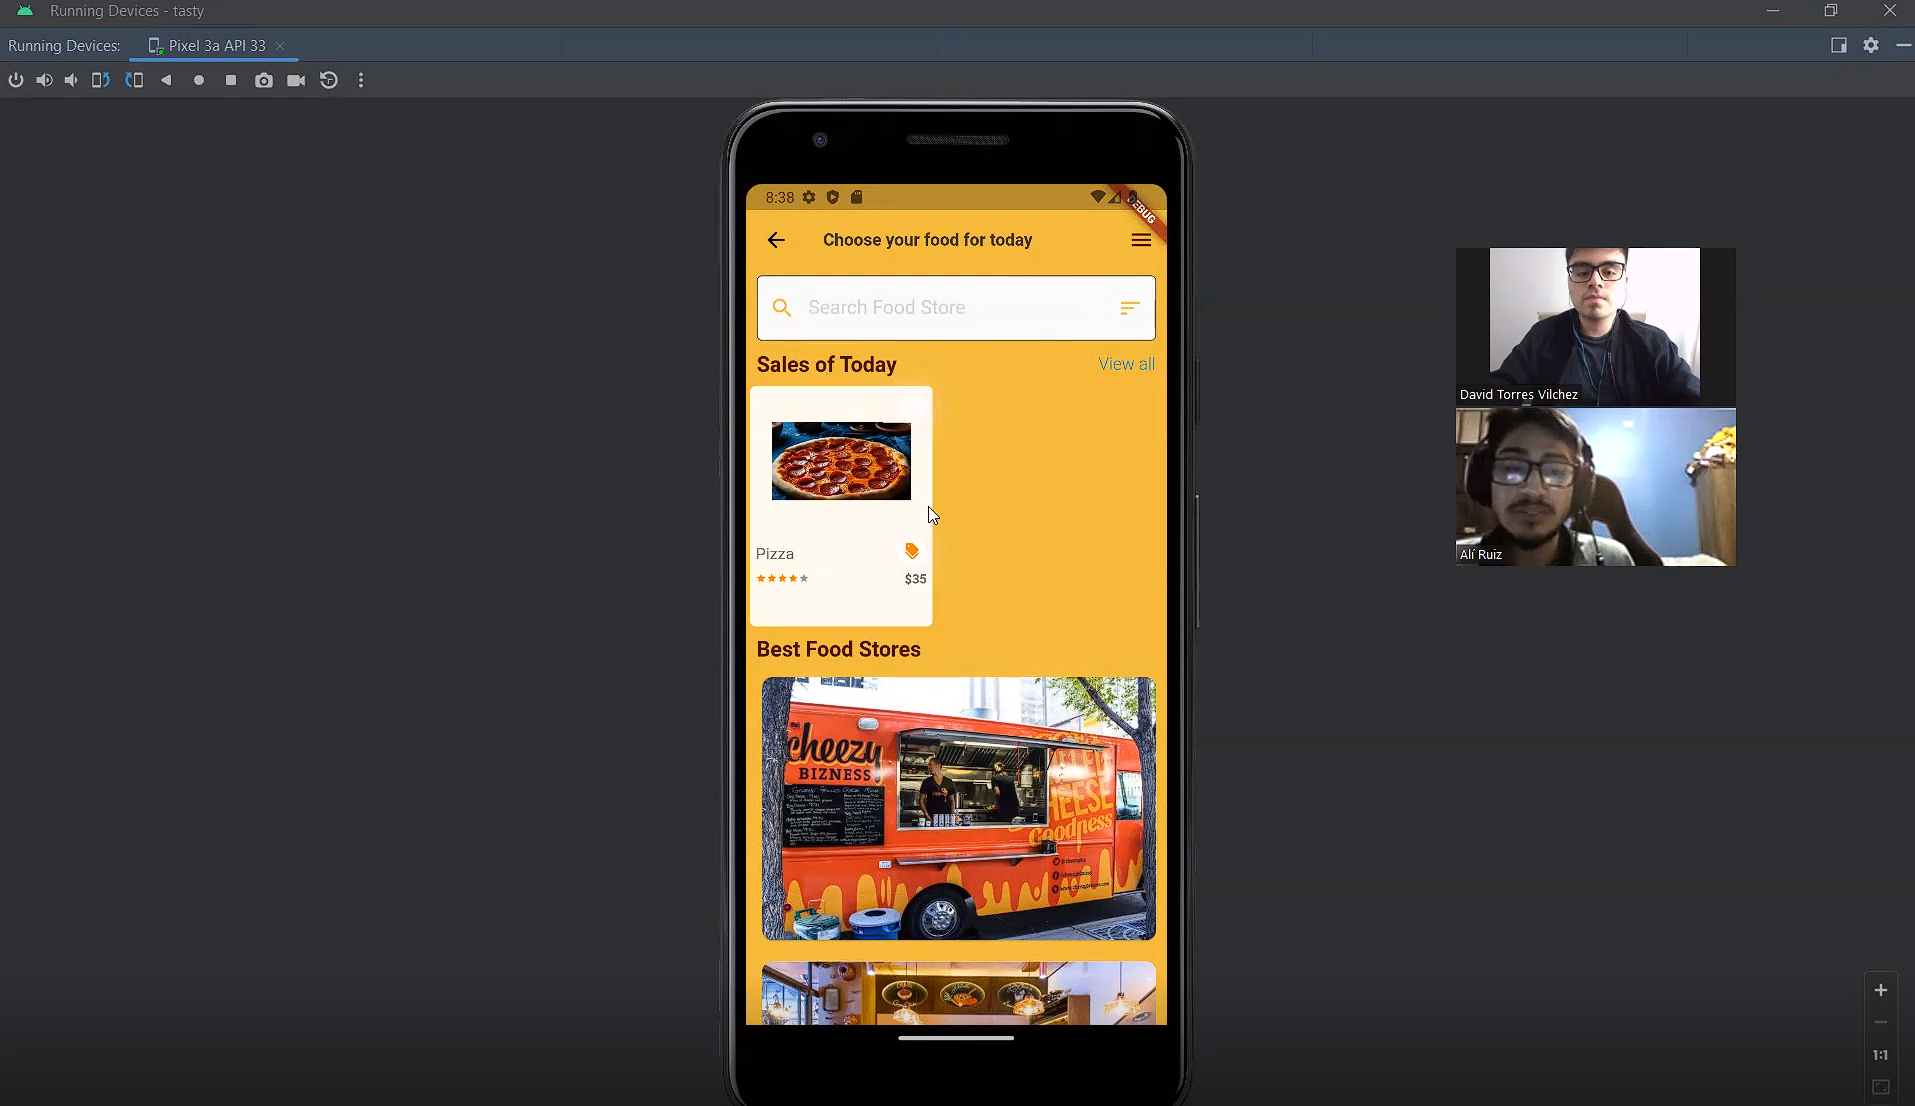 Running Devices - tasty
Running Devices:
Pixel 3a API 33
8:38
DEBUG
Choose your food for today
Search Food Store
Sales of Today
View all
Pizza
$35
Best Food Stores
cheezy
BIZNESS
CHEESE
Goodness
David Torres Vilchez
Alí Ruiz
1:1